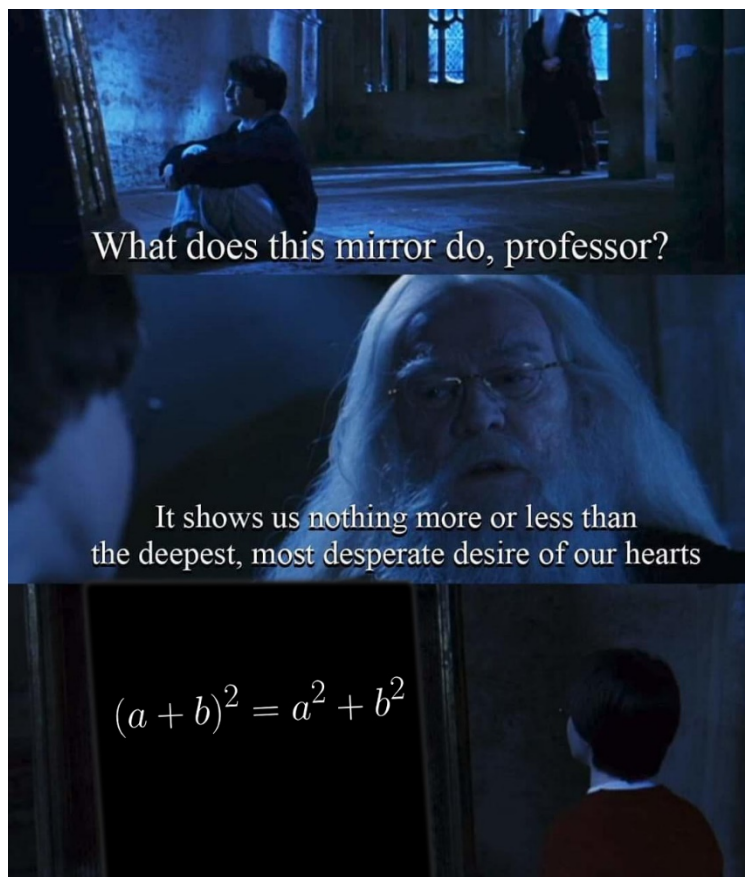 What does this mirror do, professor?
It shows us nothing more or less than
the deepest, most desperate desire of our hearts
(a + b)² = a² + b²